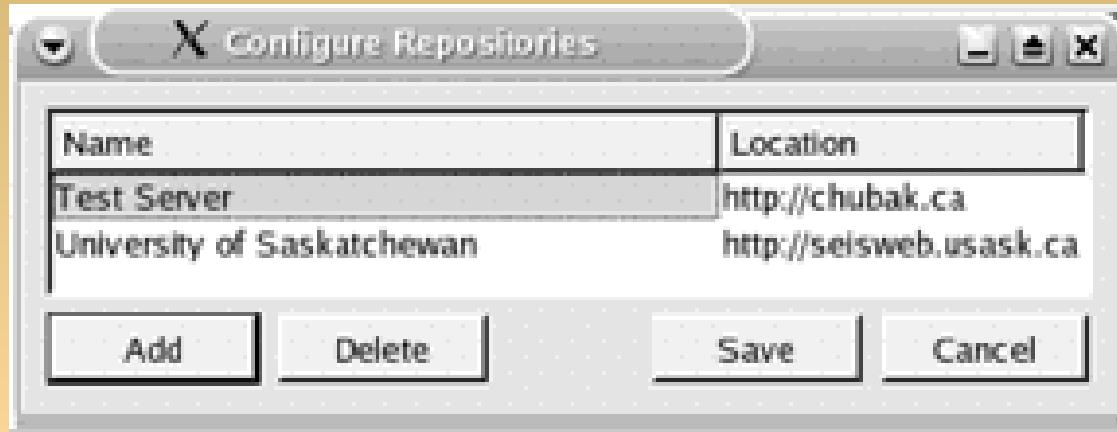 Configure Repositories
Name Location
Test Server http://chubak.ca
University of Saskatchewan http://seisweb.usask.ca
Add Delete Save Cancel